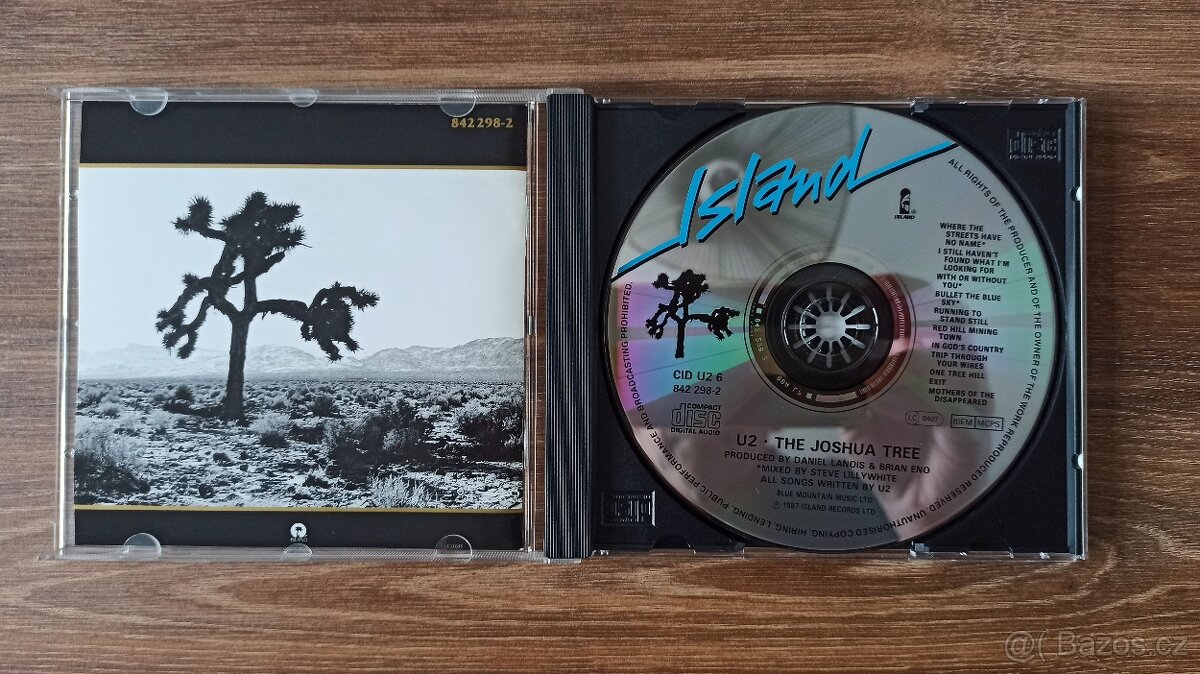 842 298-2
Island
ISLAND
disc
DIGITAL AUDIO
ALL RIGHTS OF THE PRODUCER AND OF THE OWNER OF THE WORK REPRODUCED RESERVED. UNAUTHORISED COPYING, HIRING, LENDING, PUBLIC PERFORMANCE AND BROADCASTING PROHIBITED.
WHERE THE
STREETS HAVE
NO NAME*
I STILL HAVEN'T
FOUND WHAT I'M
LOOKING FOR
WITH OR WITHOUT
YOU*
BULLET THE BLUE
SKY*
RUNNING TO
STAND STILL
RED HILL MINING
TOWN
IN GOD'S COUNTRY
TRIP THROUGH
YOUR WIRES
ONE TREE HILL
EXIT
MOTHERS OF THE
DISAPPEARED
CID U2 6
842 298-2
COMPACT
disc
DIGITAL AUDIO
LC 0407 BIEM MCPS
U2 · THE JOSHUA TREE
PRODUCED BY DANIEL LANOIS & BRIAN ENO
*MIXED BY STEVE LILLYWHITE
ALL SONGS WRITTEN BY U2
BLUE MOUNTAIN MUSIC LTD
℗ 1987 ISLAND RECORDS LTD
disc
@( Bazos.cz